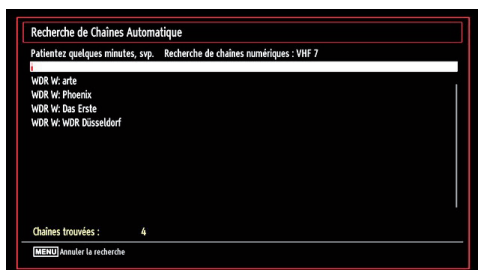 Recherche de Chaînes Automatique
Patientez quelques minutes, svp. Recherche de chaînes numériques : VHF 7
WDR W: arte
WDR W: Phoenix
WDR W: Das Erste
WDR W: WDR Düsseldorf
Chaînes trouvées : 4
MENU Annuler la recherche